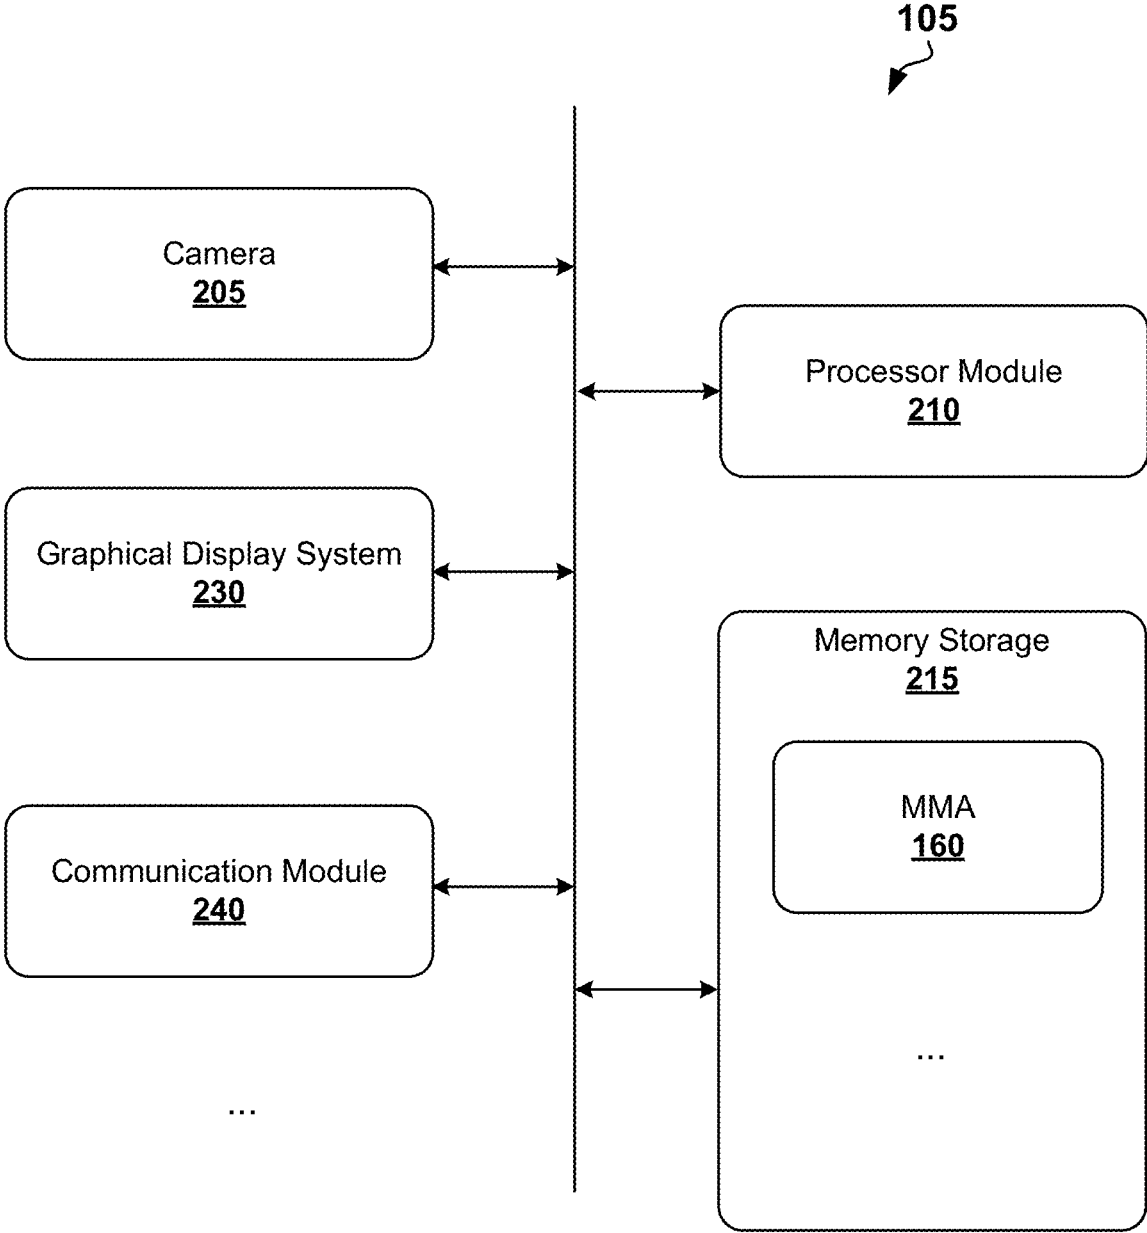 105
Camera
205
Processor Module
210
Graphical Display System
230
Memory Storage
215
MMA
160
Communication Module
240
...
...